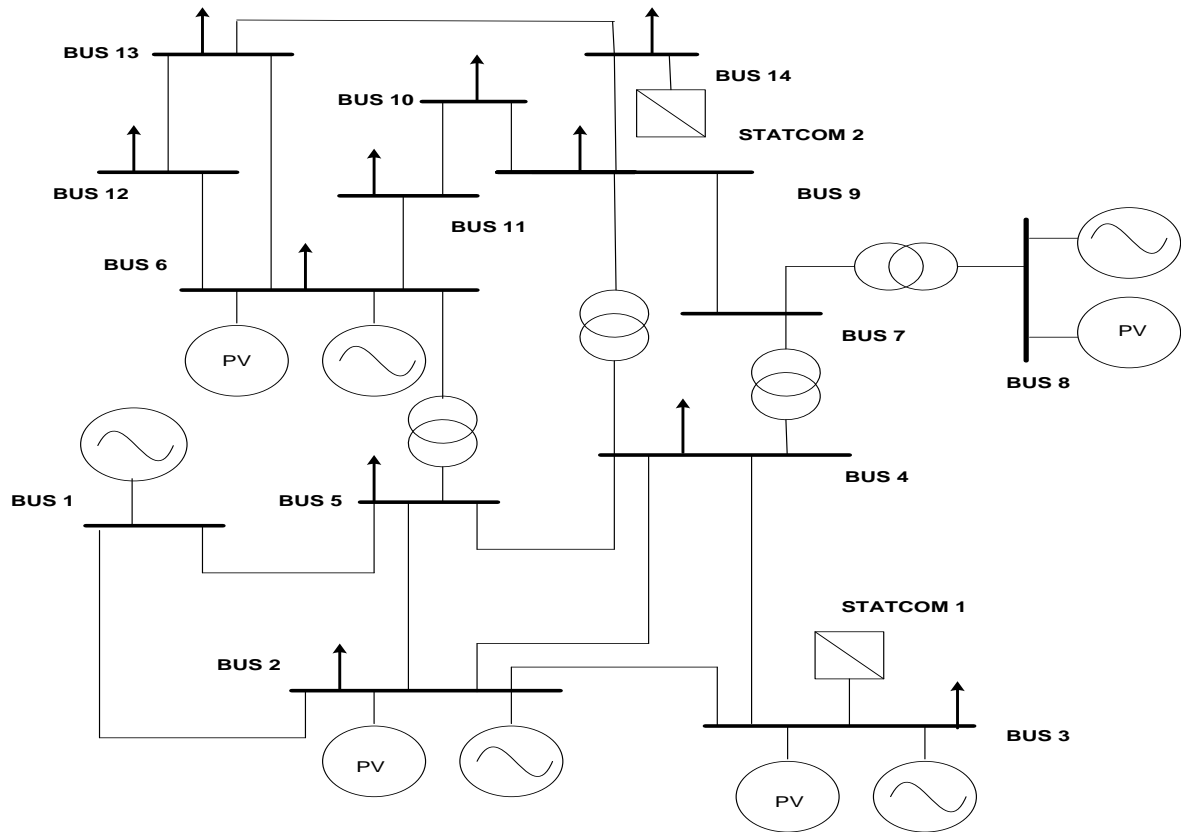 BUS 13
BUS 14
BUS 10
STATCOM 2
BUS 12
BUS 9
BUS 11
BUS 6
BUS 7
PV
PV
BUS 8
BUS 1
BUS 5
BUS 4
STATCOM 1
BUS 2
BUS 3
PV
PV